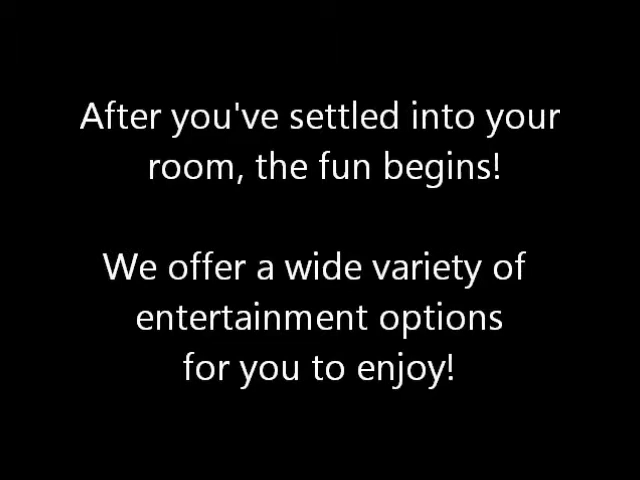 After you've settled into your
room, the fun begins!
We offer a wide variety of
entertainment options
for you to enjoy!